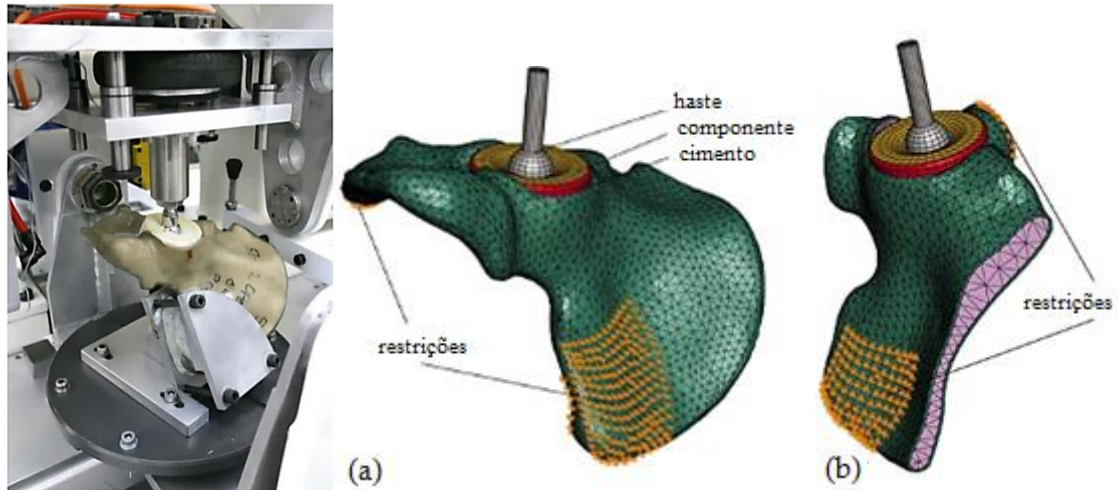 haste
componente
cimento
restrições
restrições
(a)
(b)